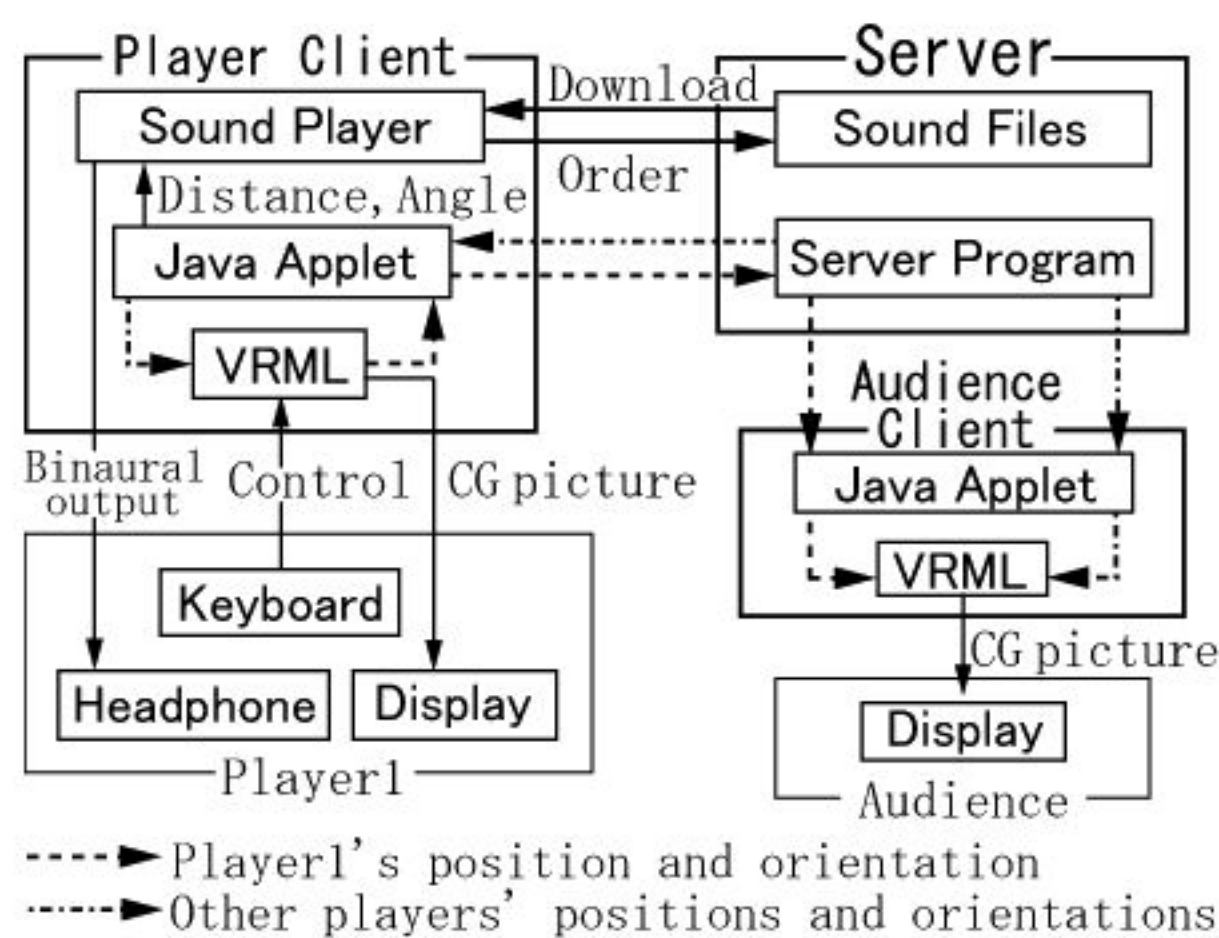 Player Client
Server
Sound Player
Download
Sound Files
Order
Distance, Angle
Java Applet
Server Program
VRML
Audience
Client
Binaural
output
Control
CG picture
Java Applet
VRML
Keyboard
CG picture
Headphone
Display
Display
Player1
Audience
Player1's position and orientation
Other players' positions and orientations